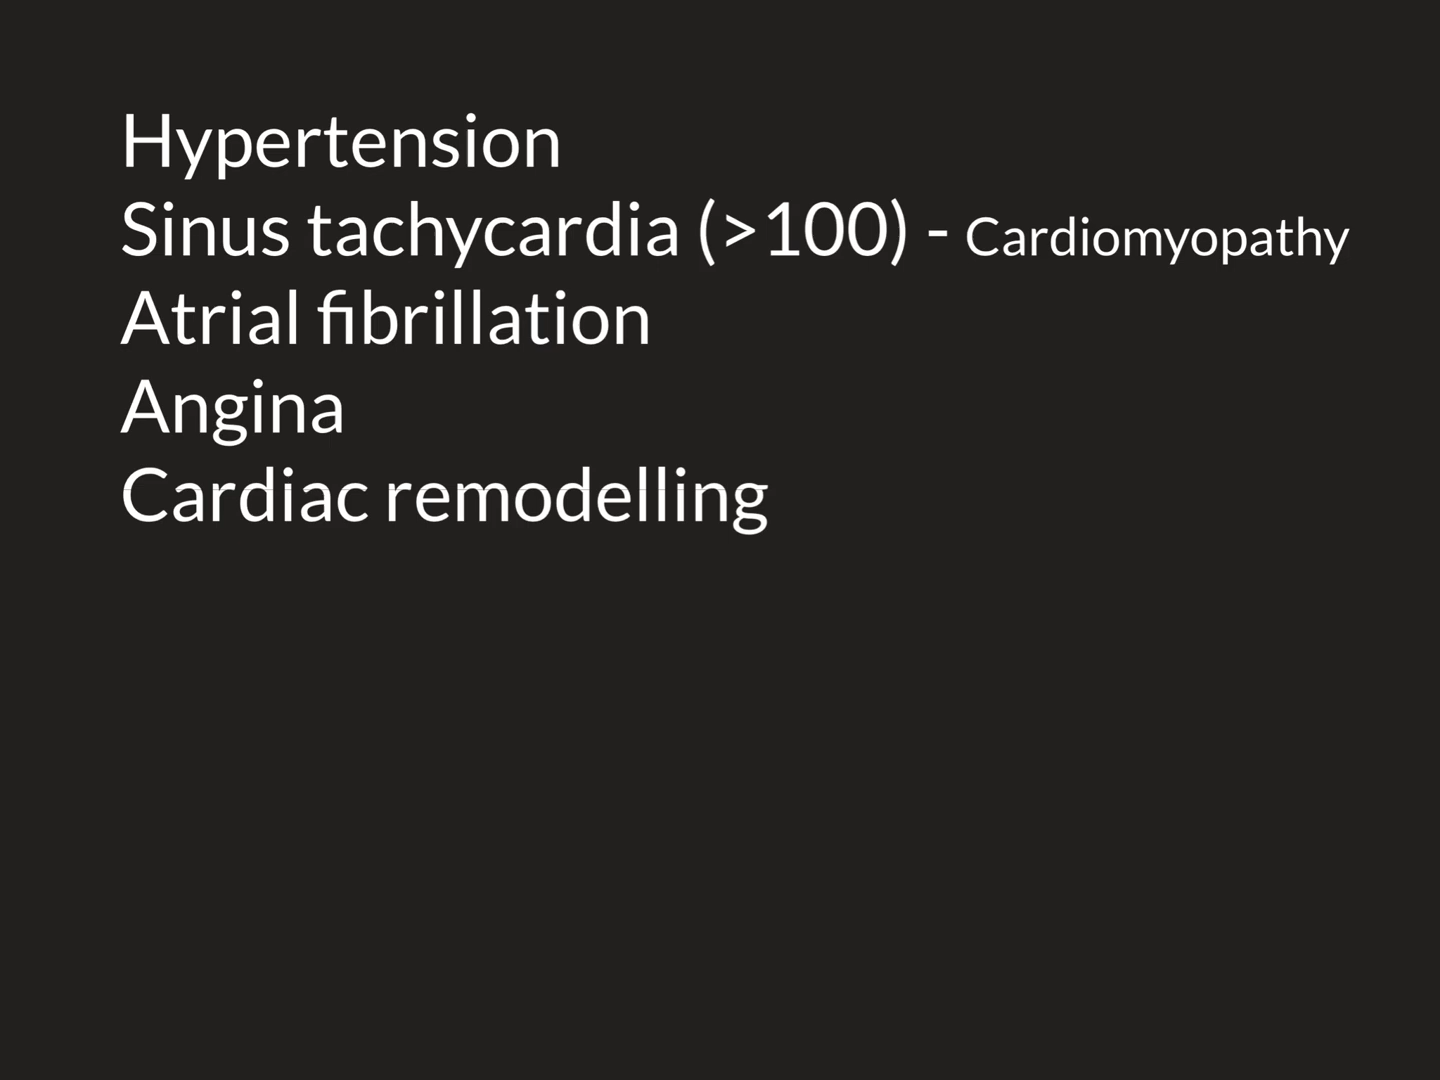 Hypertension
Sinus tachycardia (>100) - Cardiomyopathy
Atrial fibrillation
Angina
Cardiac remodelling